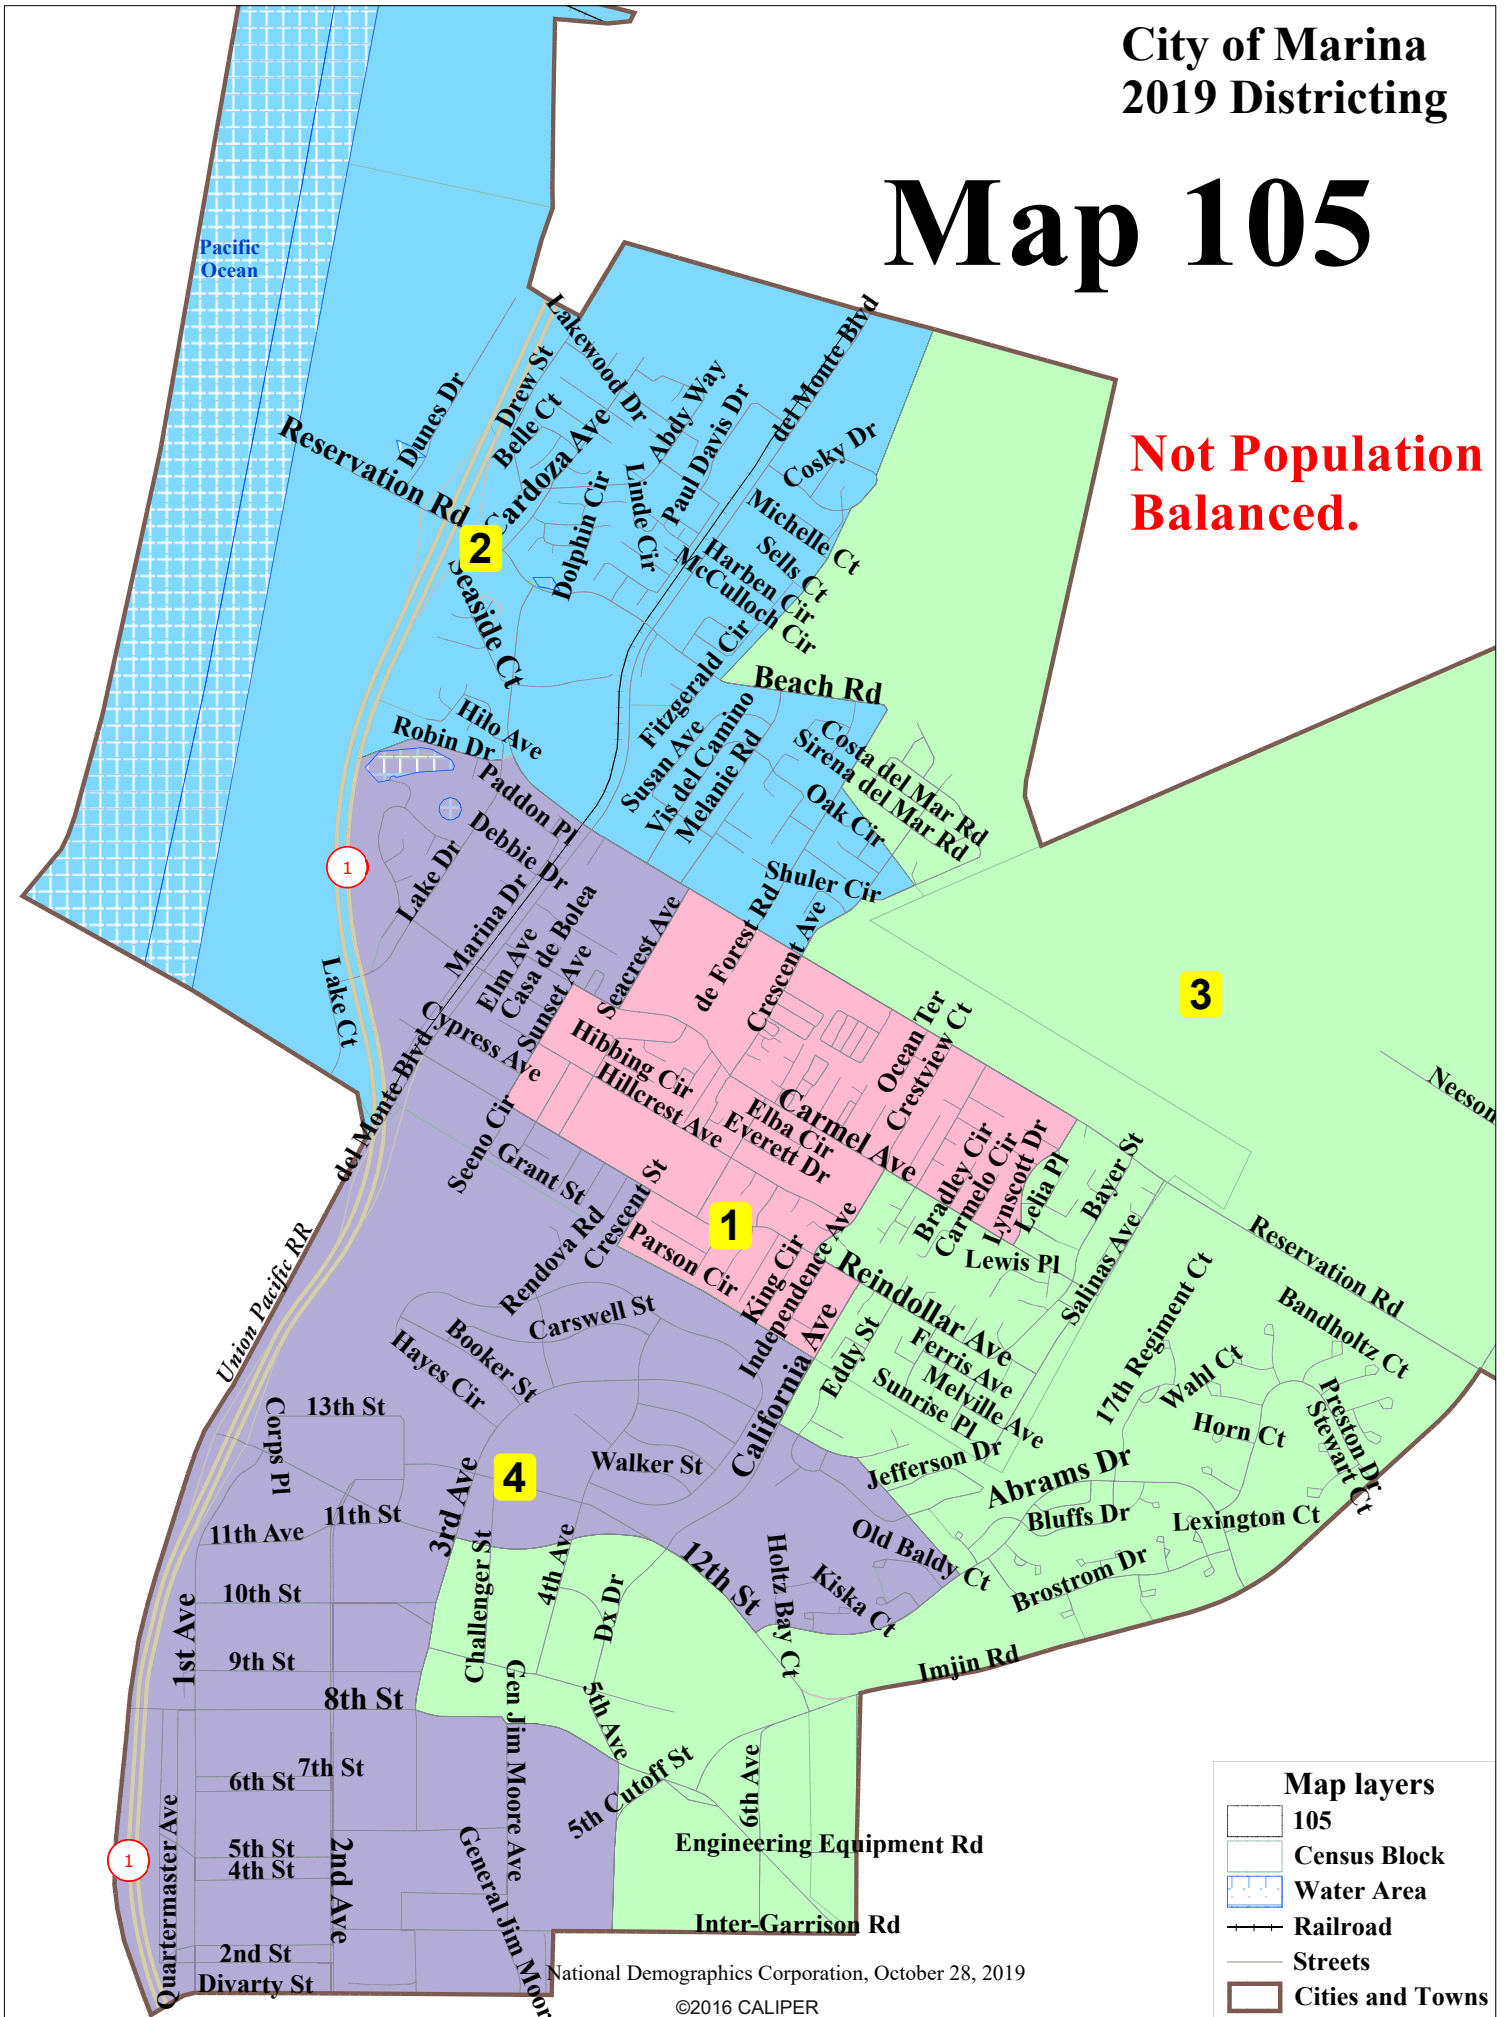 City of Marina
2019 Districting
Map 105
Not Population
Balanced.
Pacific
Ocean
Lakewood Dr
del Monte Blvd
Drew St
Dunes Dr
Belle Ct
Abdy Way
Paul Davis Dr
Cardoza Ave
Reservation Rd
Cosky Dr
Linde Cir
Dolphin Cir
Michelle Ct
2
Sells Ct
Harben Cir
McCulloch Cir
Seaside Ct
Fitzgerald Cir
Beach Rd
Hilo Ave
Robin Dr
Susan Ave
Vis del Camino
Melanie Rd
Costa del Mar Rd
Sirena del Mar Rd
Paddon Pl
Oak Cir
Debbie Dr
1
Lake Dr
Shuler Cir
Marina Dr
Elm Ave
Casa de Bolea
Sunset Ave
Seacrest Ave
de Forest Rd
Crescent Ave
3
Lake Ct
Cypress Ave
Ocean Ter
Crestview Ct
Hibbing Cir
Hillcrest Ave
Neeson
del Monte Blvd
Carmel Ave
Elba Cir
Everett Dr
Seeno Cir
Grant St
Bradley Cir
Carmelo Cir
Lynscott Dr
Lelia Pl
Bayer St
Crescent St
1
Rendova Rd
Parson Cir
King Cir
Independence Ave
Reindollar Ave
Lewis Pl
Salinas Ave
Reservation Rd
Union Pacific RR
Carswell St
Booker St
Hayes Cir
California Ave
Eddy St
Ferris Ave
Melville Ave
Sunrise Pl
17th Regiment Ct
Wahl Ct
Bandholtz Ct
Horn Ct
Preston Dr
Stewart Ct
Corps Pl
13th St
4
Walker St
Jefferson Dr
Abrams Dr
3rd Ave
11th St
11th Ave
Bluffs Dr
Lexington Ct
Old Baldy Ct
Challenger St
4th Ave
12th St
Holtz Bay Ct
Kiska Ct
Brostrom Dr
10th St
Dx Dr
1st Ave
9th St
Imjin Rd
8th St
Gen Jim Moore Ave
5th Ave
7th St
6th St
5th Cutoff St
6th Ave
Quartermaster Ave
5th St
4th St
2nd Ave
1
Engineering Equipment Rd
General Jim Moor
Inter-Garrison Rd
2nd St
Divarty St
National Demographics Corporation, October 28, 2019
©2016 CALIPER
Map layers
105
Census Block
Water Area
Railroad
Streets
Cities and Towns